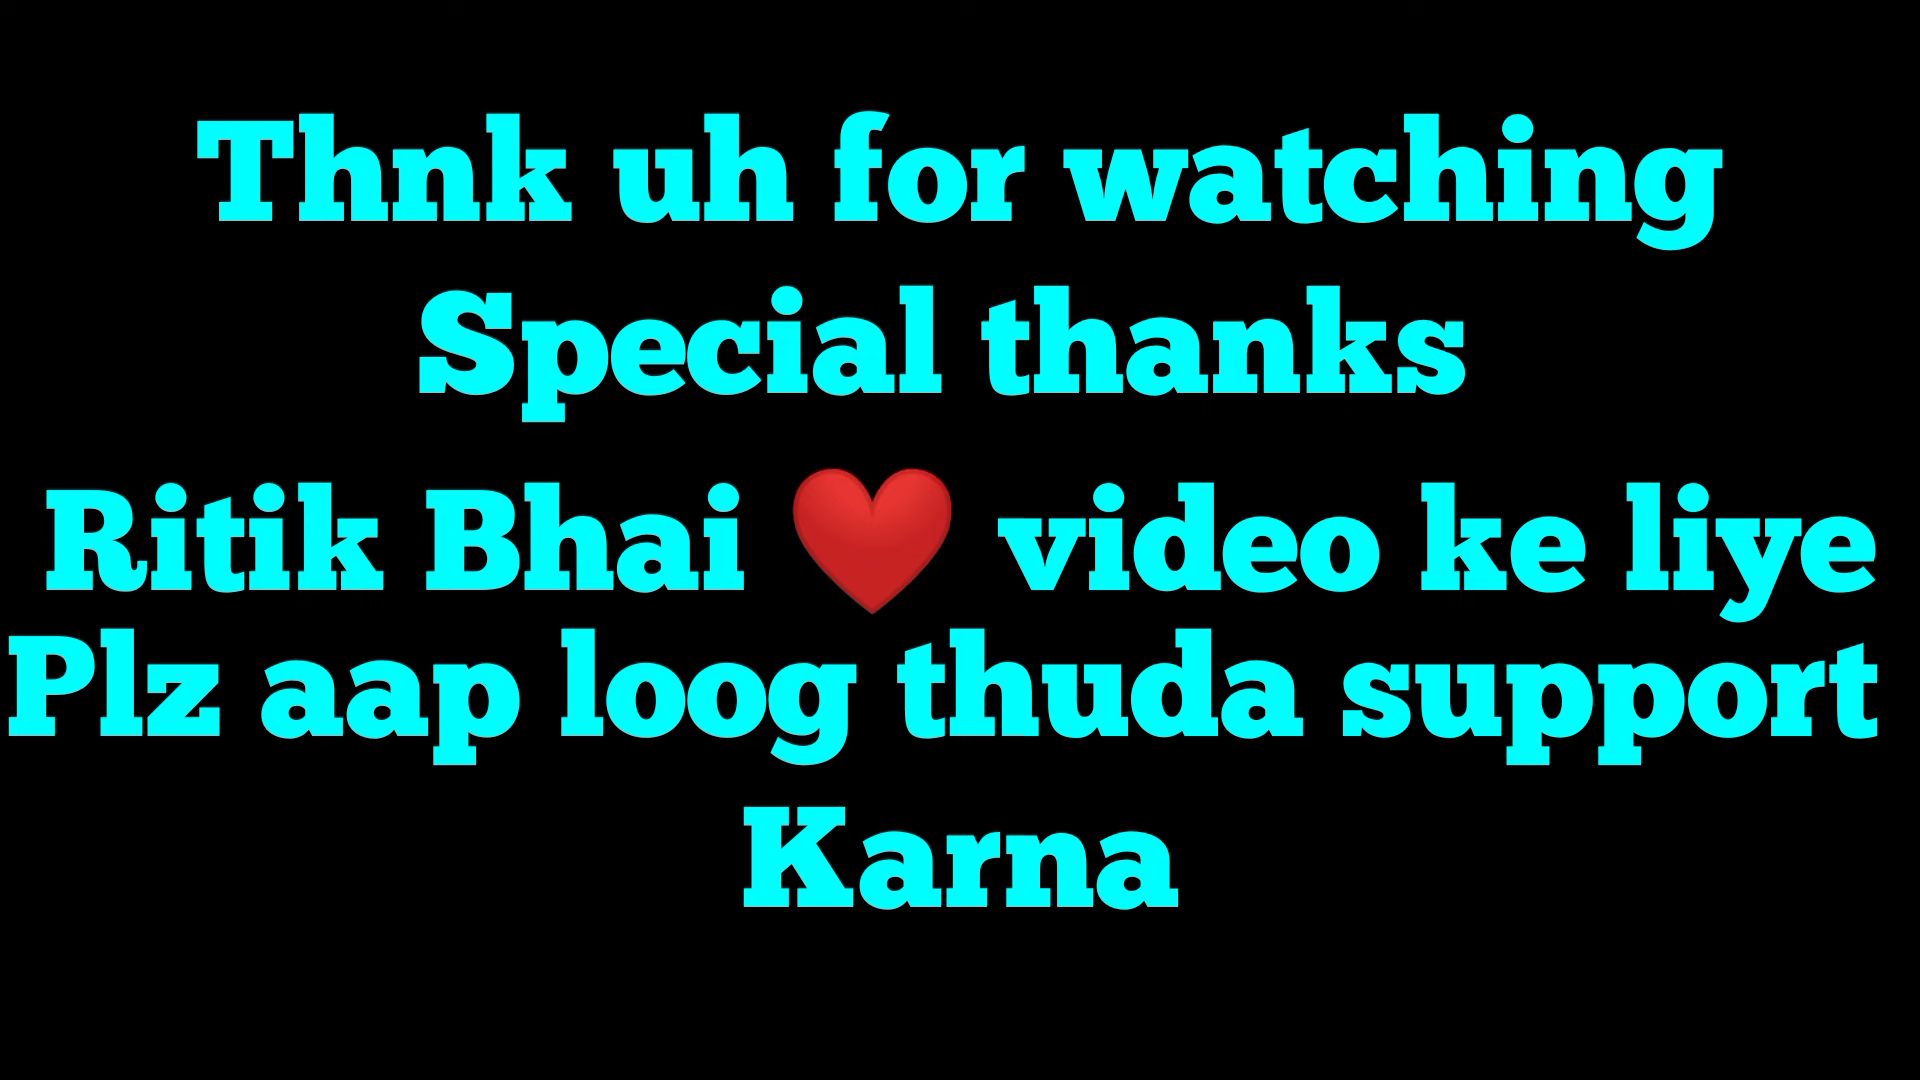 Thnk uh for watching
Special thanks
Ritik Bhai ❤️ video ke liye
Plz aap loog thuda support
Karna